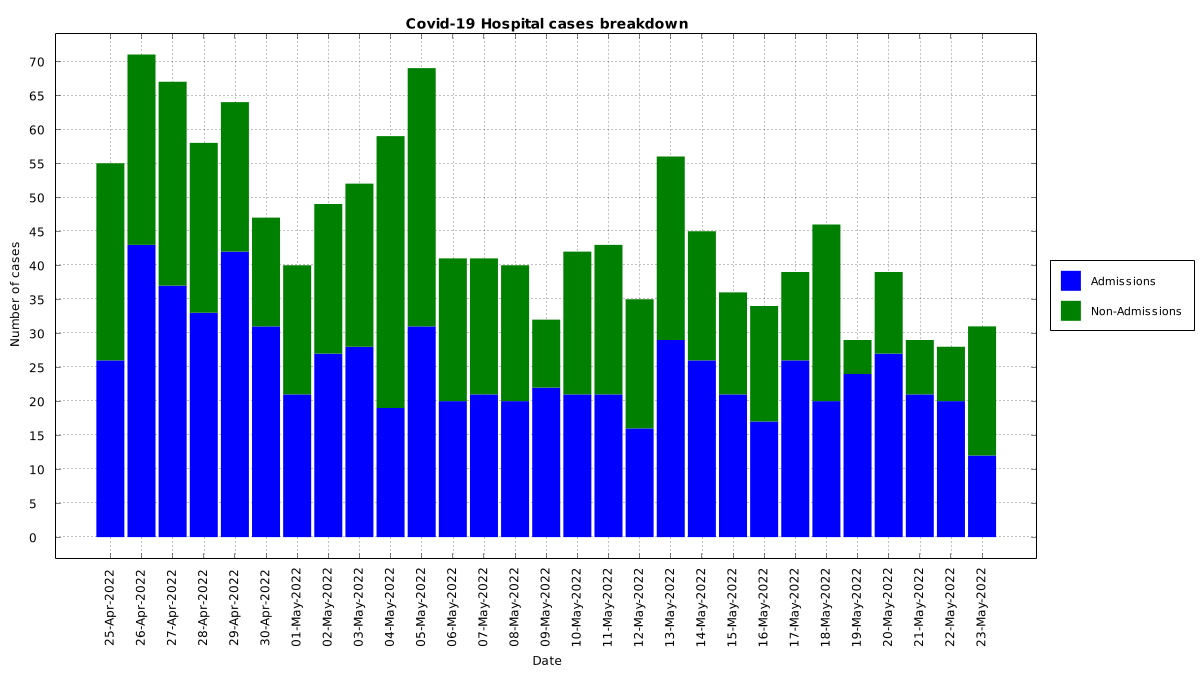 Covid-19 Hospital cases breakdown
Number of cases
70
65
60
55
50
45
40
35
30
25
20
15
10
5
0
Admissions
Non-Admissions
25-Apr-2022
26-Apr-2022
27-Apr-2022
28-Apr-2022
29-Apr-2022
30-Apr-2022
01-May-2022
02-May-2022
03-May-2022
04-May-2022
05-May-2022
06-May-2022
07-May-2022
08-May-2022
09-May-2022
10-May-2022
11-May-2022
12-May-2022
13-May-2022
14-May-2022
15-May-2022
16-May-2022
17-May-2022
18-May-2022
19-May-2022
20-May-2022
21-May-2022
22-May-2022
23-May-2022
Date